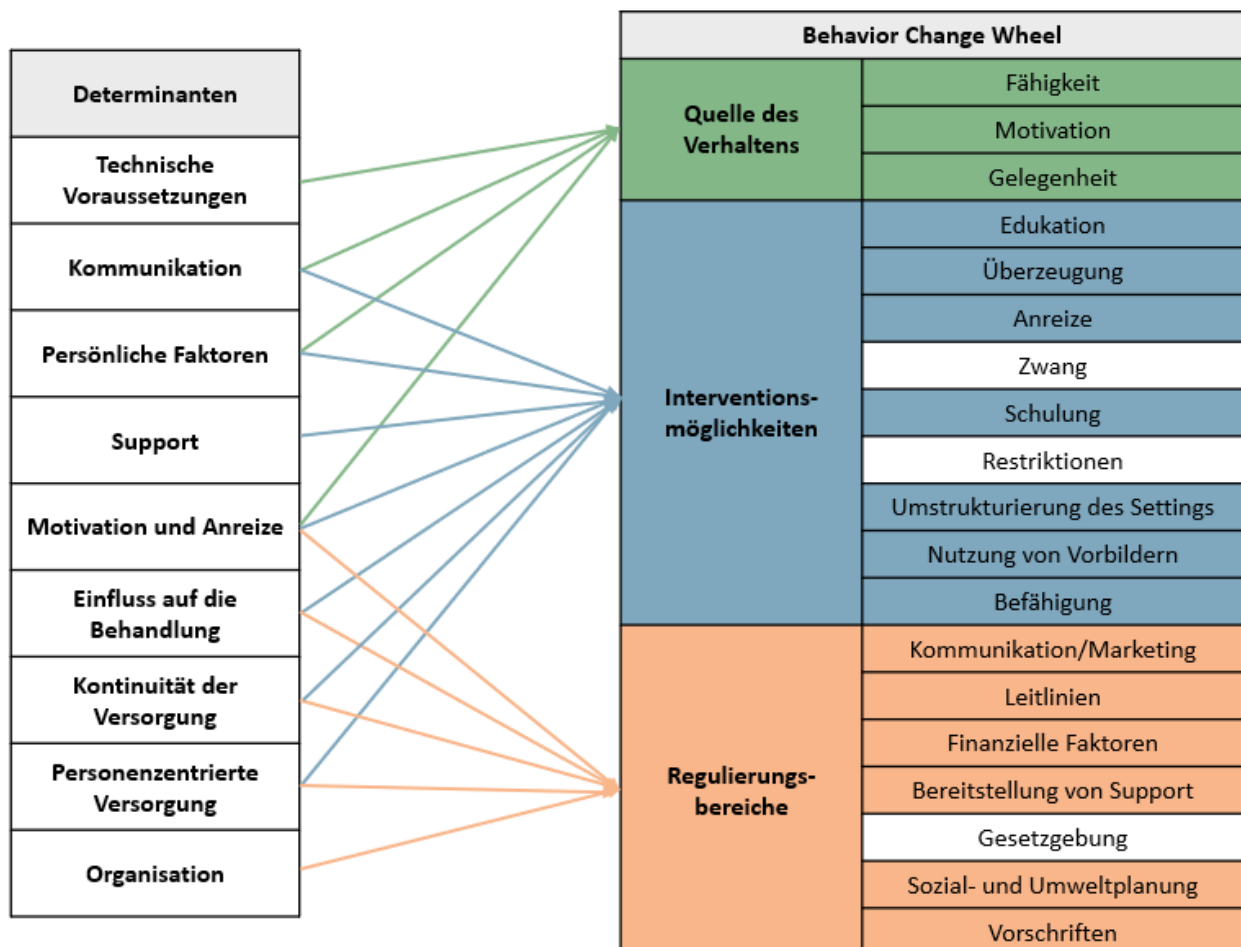 Determinanten
Technische
Voraussetzungen
Kommunikation
Persönliche Faktoren
Support
Motivation und Anreize
Einfluss auf die
Behandlung
Kontinuität der
Versorgung
Personenzentrierte
Versorgung
Organisation
Behavior Change Wheel
Quelle des
Verhaltens
Fähigkeit
Motivation
Gelegenheit
Interventions-
möglichkeiten
Edukation
Überzeugung
Anreize
Zwang
Schulung
Restriktionen
Umstrukturierung des Settings
Nutzung von Vorbildern
Befähigung
Regulierungs-
bereiche
Kommunikation/Marketing
Leitlinien
Finanzielle Faktoren
Bereitstellung von Support
Gesetzgebung
Sozial- und Umweltplanung
Vorschriften